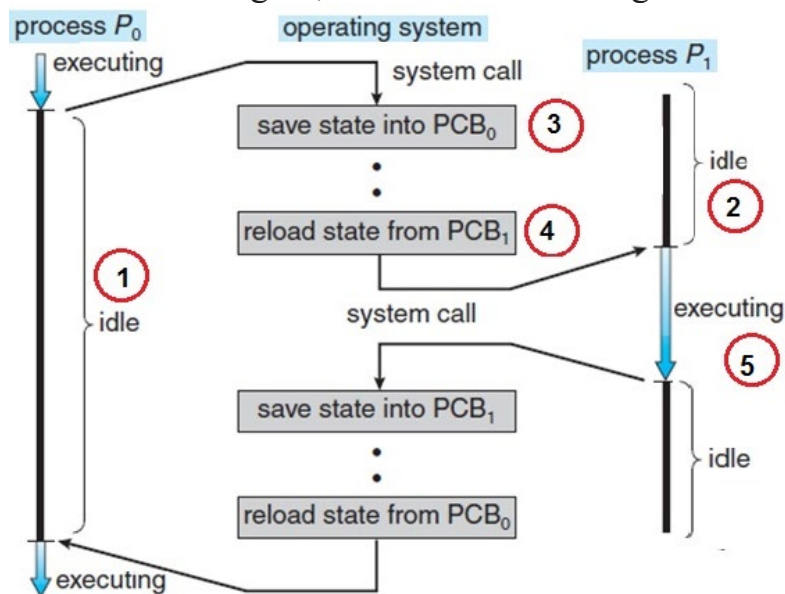 process P0
operating system
process P1
executing
system call
save state into PCB0
3
idle
2
reload state from PCB1
4
1
idle
system call
executing
5
save state into PCB1
idle
reload state from PCB0
executing